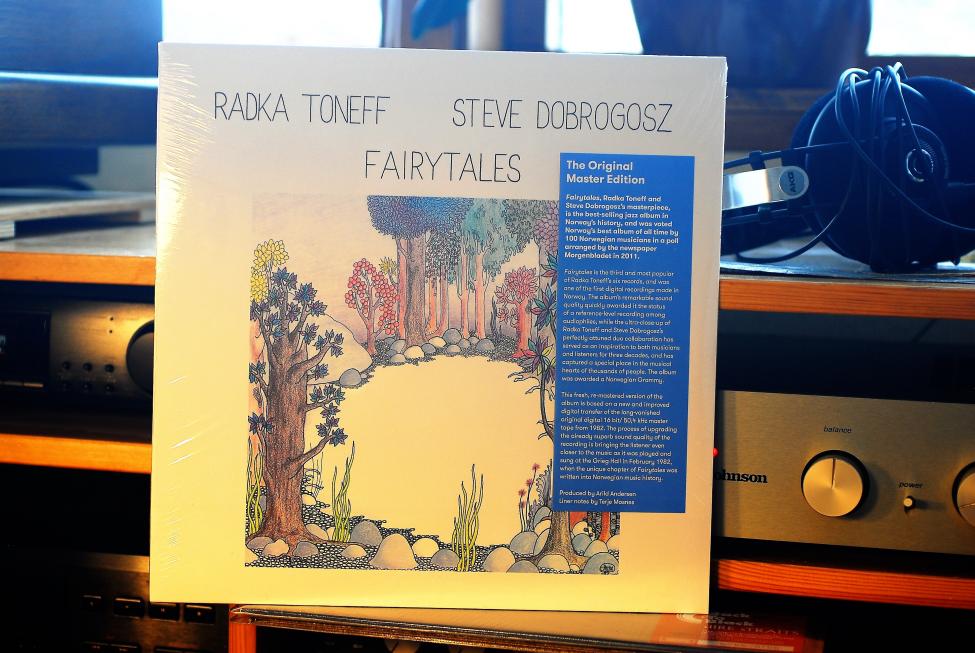 RADKA TONEFF STEVE DOBROGOSZ
FAIRYTALES
The Original
Master Edition
Fairytales, Radka Toneff and
Steve Dobrogosz's masterpiece,
is the best-selling jazz album in
Norway's history, and was voted
Norway's best album of all time by
100 Norwegian musicians in a poll
arranged by the newspaper
Morgenbladet in 2011.
Fairytales is the third and most popular
of Radka Toneff's six records, and was
one of the first digital recordings made in
Norway. The album's remarkable sound
quality quickly awarded it the status
of a reference-level recording among
audiophiles, while the ultra-close-up of
Radka Toneff and Steve Dobrogosz's
perfectly attuned duo collaboration has
served as an inspiration to both musicians
and listeners for three decades, and has
captured a special place in the musical
hearts of thousands of people. The album
was awarded a Norwegian Grammy.
This fresh, re-mastered version of the
album is based on a new and improved
digital transfer of the long-vanished
original digital 16 bit/ 50,4 kHz master
tape from 1982. The process of upgrading
the already superb sound quality of the
recording is bringing the listener even
closer to the music as it was played and
sung at the Grieg Hall in February 1982,
when the unique chapter of Fairytales was
written into Norwegian music history.
Produced by Arild Andersen
Liner notes by Terje Mosnes
AKG
balance
ohnson
power